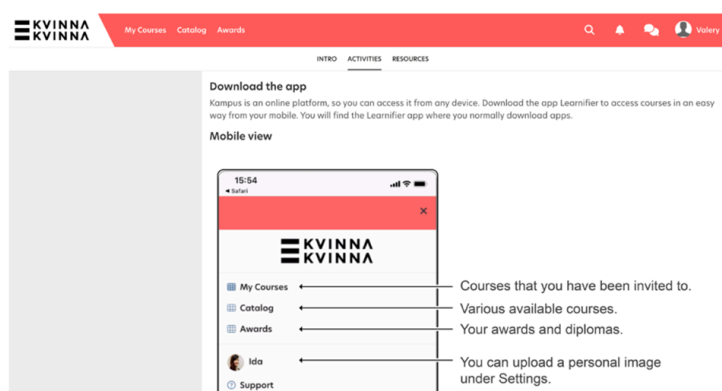 KVINNA
KVINNA
My Courses Catalog Awards
Valery
INTRO ACTIVITIES RESOURCES
Download the app
Kampus is an online platform, so you can access it from any device. Download the app Learnifier to access courses in an easy
way from your mobile. You will find the Learnifier app where you normally download apps.
Mobile view
15:54
Safari
KVINNA
KVINNA
My Courses
Courses that you have been invited to.
Catalog
Various available courses.
Awards
Your awards and diplomas.
Ida
You can upload a personal image
under Settings.
Support